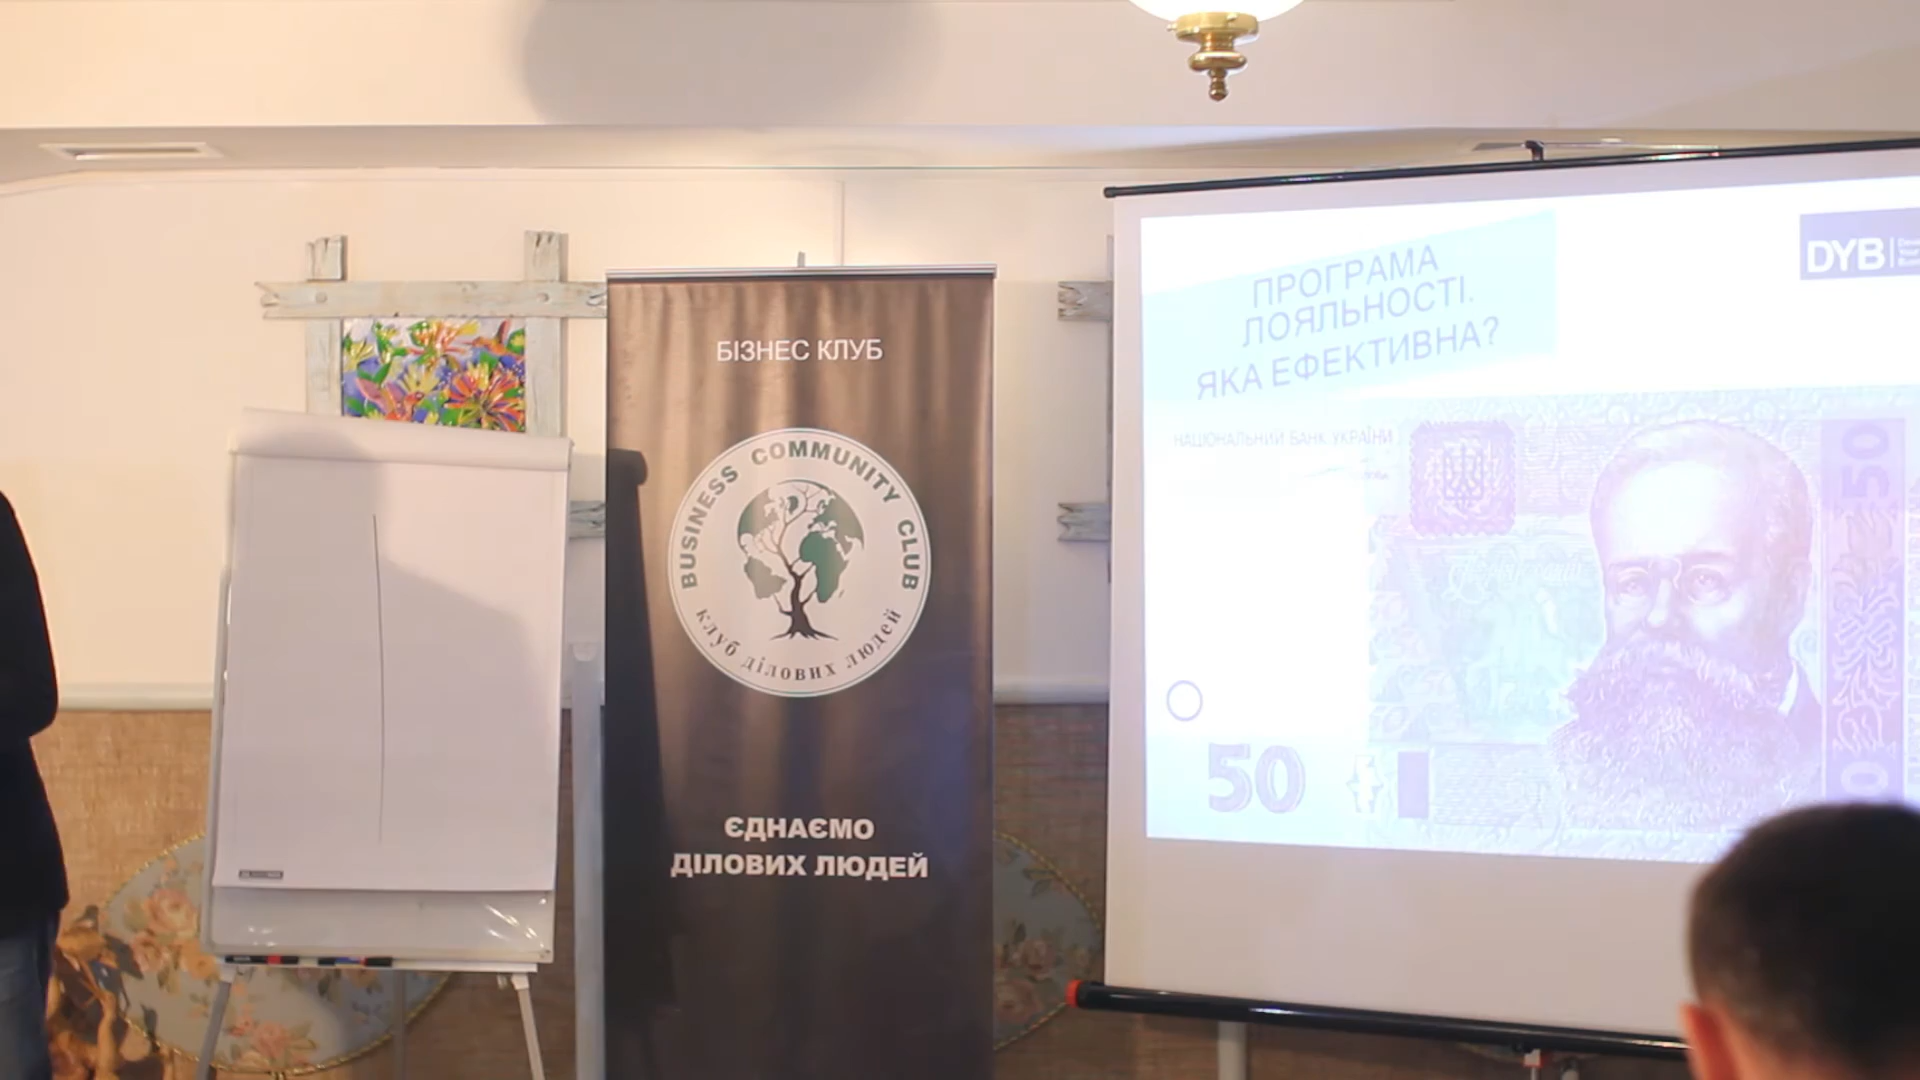 БІЗНЕС КЛУБ
BUSINESS COMMUNITY CLUB
клуб ділових людей
ЄДНАЄМО
ДІЛОВИХ ЛЮДЕЙ
ПРОГРАМА
ЛОЯЛЬНОСТІ.
ЯКА ЕФЕКТИВНА?
DYB
НАЦІОНАЛЬНИЙ БАНК УКРАЇНИ
50
50